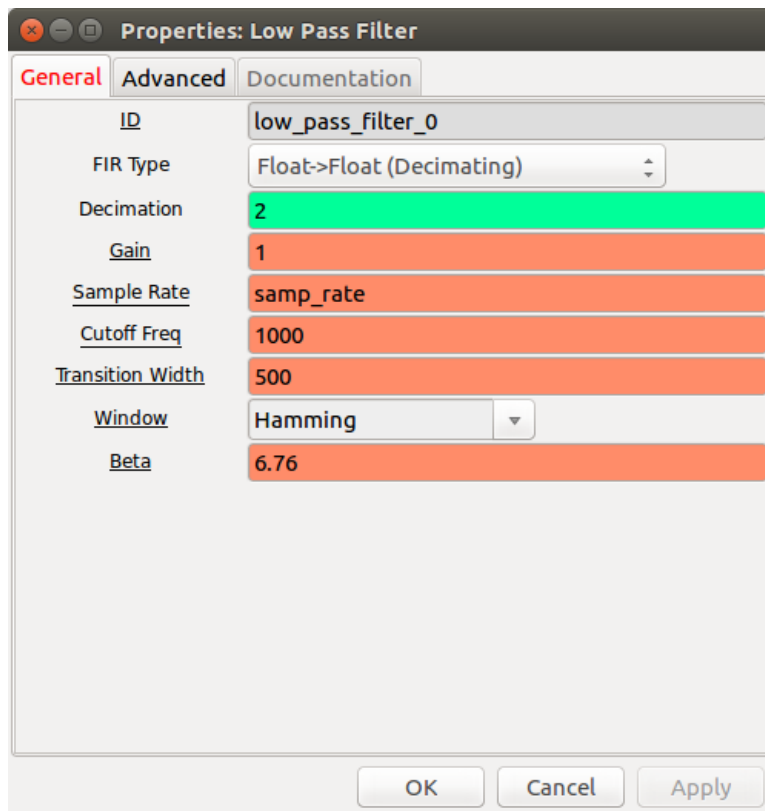 Properties: Low Pass Filter
General Advanced Documentation
ID low_pass_filter_0
FIR Type Float->Float (Decimating)
Decimation 2
Gain 1
Sample Rate samp_rate
Cutoff Freq 1000
Transition Width 500
Window Hamming
Beta 6.76
OK Cancel Apply